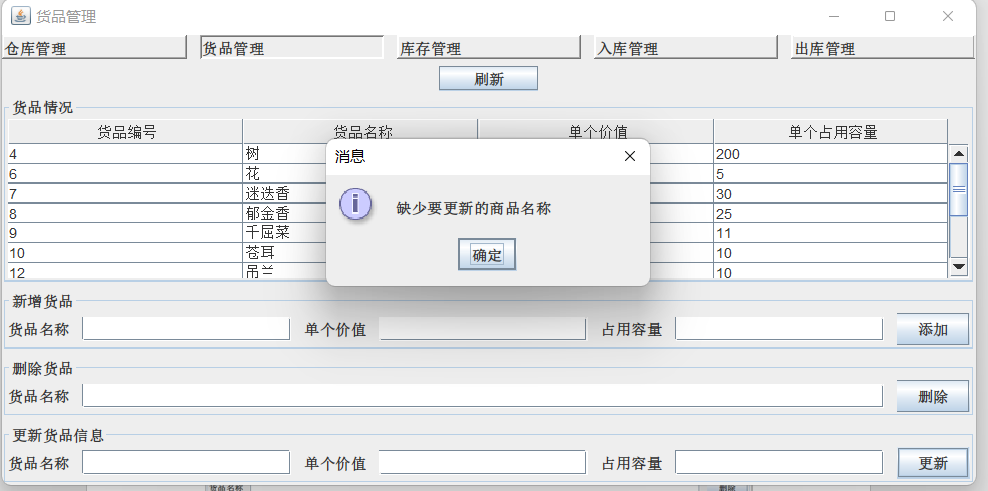 货品管理
仓库管理 货品管理 库存管理 入库管理 出库管理
刷新
货品情况
货品编号 货品名称 单个价值 单个占用容量
4 树 200
6 花 5
7 迷迭香 30
8 郁金香 25
9 千屈菜 11
10 苍耳 10
12 吊兰 10
消息
缺少要更新的商品名称
确定
新增货品
货品名称 单个价值 占用容量 添加
删除货品
货品名称 删除
更新货品信息
货品名称 单个价值 占用容量 更新
货品名称 删除